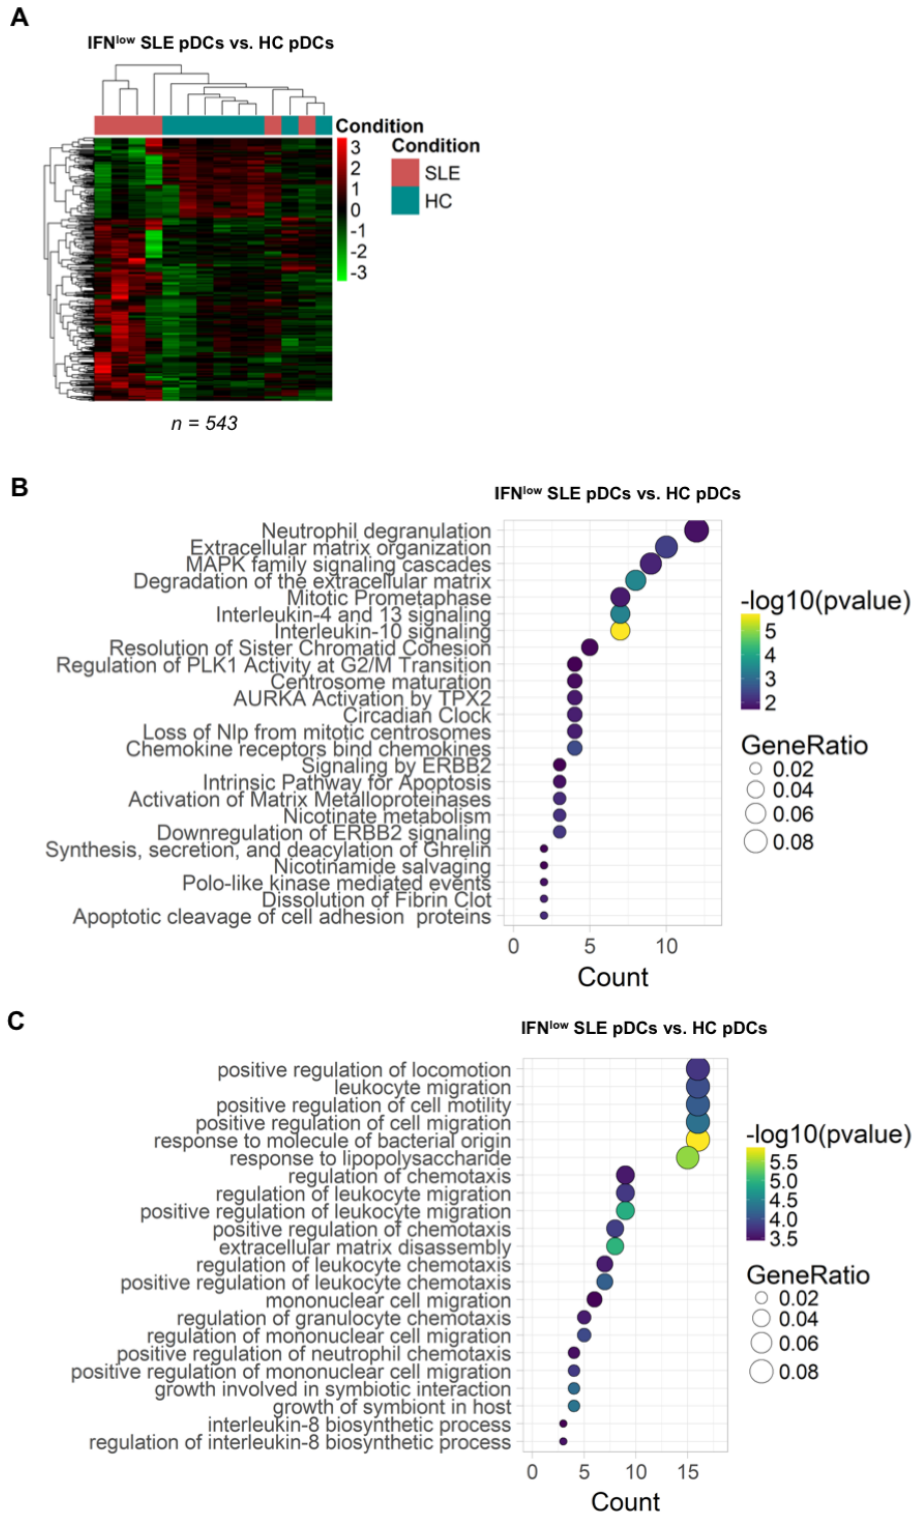 A
IFNlow SLE pDCs vs. HC pDCs
Condition
3
2
1
0
-1
-2
-3
Condition
SLE
HC
n = 543
B
IFNlow SLE pDCs vs. HC pDCs
Neutrophil degranulation
Extracellular matrix organization
MAPK family signaling cascades
Degradation of the extracellular matrix
Mitotic Prometaphase
Interleukin-4 and 13 signaling
Interleukin-10 signaling
Resolution of Sister Chromatid Cohesion
Regulation of PLK1 Activity at G2/M Transition
Centrosome maturation
AURKA Activation by TPX2
Circadian Clock
Loss of Nlp from mitotic centrosomes
Chemokine receptors bind chemokines
Signaling by ERBB2
Intrinsic Pathway for Apoptosis
Activation of Matrix Metalloproteinases
Nicotinate metabolism
Downregulation of ERBB2 signaling
Synthesis, secretion, and deacylation of Ghrelin
Nicotinamide salvaging
Polo-like kinase mediated events
Dissolution of Fibrin Clot
Apoptotic cleavage of cell adhesion proteins
0 5 10
Count
-log10(pvalue)
5
4
3
2
GeneRatio
0.02
0.04
0.06
0.08
C
IFNlow SLE pDCs vs. HC pDCs
positive regulation of locomotion
leukocyte migration
positive regulation of cell motility
positive regulation of cell migration
response to molecule of bacterial origin
response to lipopolysaccharide
regulation of chemotaxis
regulation of leukocyte migration
positive regulation of leukocyte migration
positive regulation of chemotaxis
extracellular matrix disassembly
regulation of leukocyte chemotaxis
positive regulation of leukocyte chemotaxis
mononuclear cell migration
regulation of granulocyte chemotaxis
regulation of mononuclear cell migration
positive regulation of neutrophil chemotaxis
positive regulation of mononuclear cell migration
growth involved in symbiotic interaction
growth of symbiont in host
interleukin-8 biosynthetic process
regulation of interleukin-8 biosynthetic process
0 5 10 15
Count
-log10(pvalue)
5.5
5.0
4.5
4.0
3.5
GeneRatio
0.02
0.04
0.06
0.08